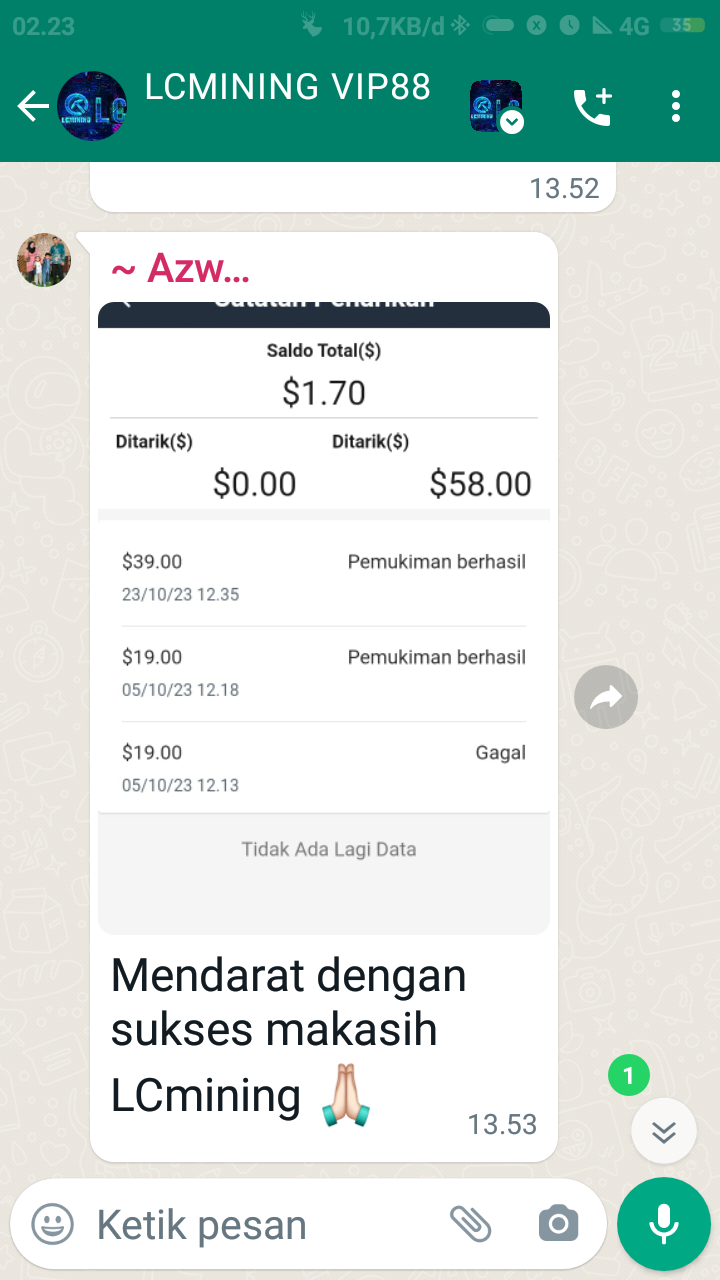 02.23
10,7KB/d
4G
35
LCMINING VIP88
13.52
~ Azw...
Saldo Total($)
$1.70
Ditarik($) Ditarik($)
$0.00 $58.00
$39.00 Pemukiman berhasil
23/10/23 12.35
$19.00 Pemukiman berhasil
05/10/23 12.18
$19.00 Gagal
05/10/23 12.13
Tidak Ada Lagi Data
Mendarat dengan
sukses makasih
LCmining 🙏🏻
13.53
1
Ketik pesan